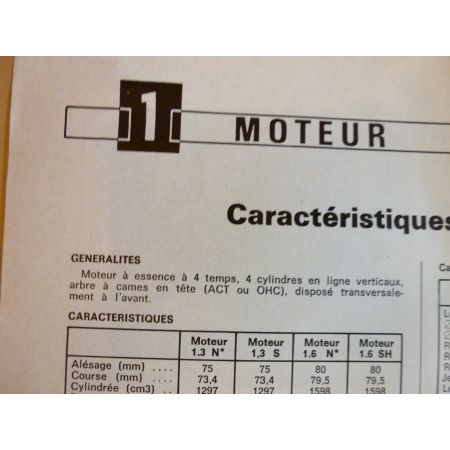 1 MOTEUR
Caractéristiques
GENERALITES
Moteur à essence à 4 temps, 4 cylindres en ligne verticaux,
arbre à cames en tête (ACT ou OHC), disposé transversale-
ment à l'avant.
CARACTERISTIQUES
Moteur 1.3 N* Moteur 1,3 S Moteur 1.6 N* Moteur 1.6 SH
Alésage (mm) .... 75 75 80 80
Course (mm) .... 73,4 73,4 79,5 79,5
Cylindrée (cm3) .. 1297 1297 1598 1598